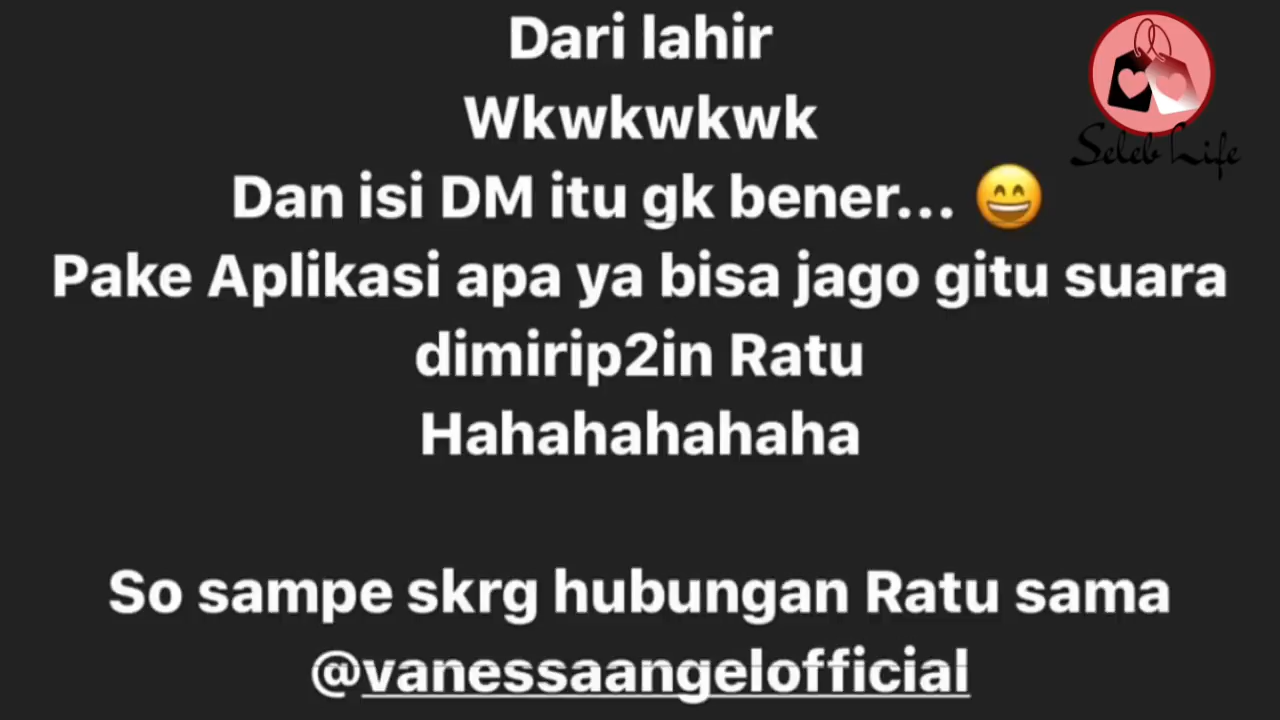 Dari lahir
Wkwkwkwk
Dan isi DM itu gk bener... 😄
Pake Aplikasi apa ya bisa jago gitu suara
dimirip2in Ratu
Hahahahahaha
So sampe skrg hubungan Ratu sama
@vanessaangelofficial
Seleb Life